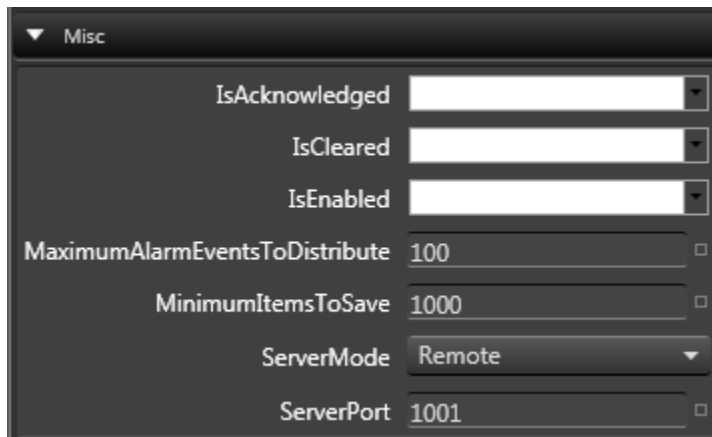 Misc
IsAcknowledged
IsCleared
IsEnabled
MaximumAlarmEventsToDistribute 100
MinimumItemsToSave 1000
ServerMode Remote
ServerPort 1001